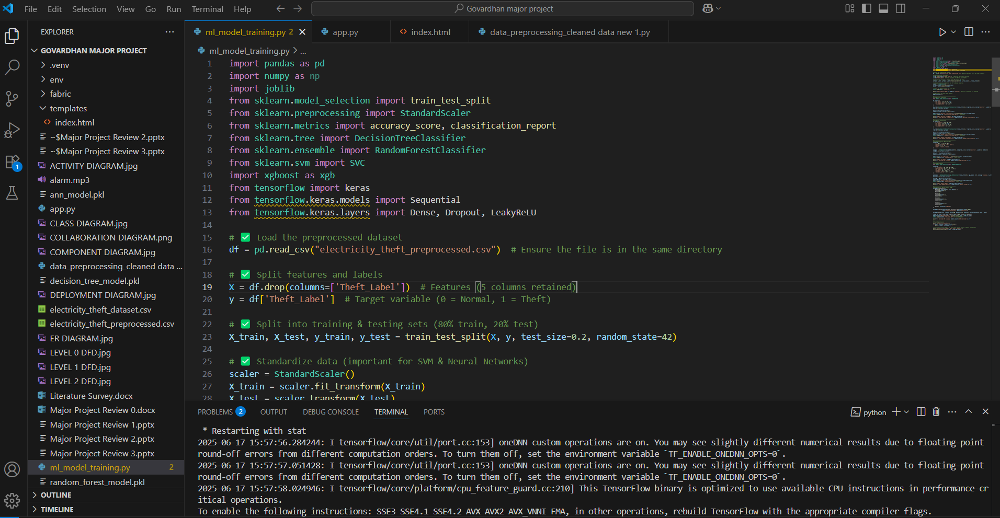 File Edit Selection View Go Run Terminal Help
Govardhan major project
EXPLORER
GOVARDHAN MAJOR PROJECT
.venv
env
fabric
templates
index.html
~$Major Project Review 2.pptx
~$Major Project Review 3.pptx
ACTIVITY DIAGRAM.jpg
alarm.mp3
ann_model.pkl
app.py
CLASS DIAGRAM.jpg
COLLABORATION DIAGRAM.png
COMPONENT DIAGRAM.jpg
data_preprocessing_cleaned data ...
decision_tree_model.pkl
DEPLOYMENT DIAGRAM.jpg
electricity_theft_dataset.csv
electricity_theft_preprocessed.csv
ER DIAGRAM.jpg
LEVEL 0 DFD.jpg
LEVEL 1 DFD.jpg
LEVEL 2 DFD.jpg
Literature Survey.docx
Major Project Review 0.docx
Major Project Review 1.pptx
Major Project Review 2.pptx
Major Project Review 3.pptx
ml_model_training.py 2
random_forest_model.pkl
OUTLINE
TIMELINE
1
ml_model_training.py 2 app.py index.html data_preprocessing_cleaned data new 1.py
ml_model_training.py > ...
1 import pandas as pd
2 import numpy as np
3 import joblib
4 from sklearn.model_selection import train_test_split
5 from sklearn.preprocessing import StandardScaler
6 from sklearn.metrics import accuracy_score, classification_report
7 from sklearn.tree import DecisionTreeClassifier
8 from sklearn.ensemble import RandomForestClassifier
9 from sklearn.svm import SVC
10 import xgboost as xgb
11 from tensorflow import keras
12 from tensorflow.keras.models import Sequential
13 from tensorflow.keras.layers import Dense, Dropout, LeakyReLU
14
15 # ✅ Load the preprocessed dataset
16 df = pd.read_csv("electricity_theft_preprocessed.csv")  # Ensure the file is in the same directory
17
18 # ✅ Split features and labels
19 X = df.drop(columns=['Theft_Label'])  # Features (5 columns retained)
20 y = df['Theft_Label']  # Target variable (0 = Normal, 1 = Theft)
21
22 # ✅ Split into training & testing sets (80% train, 20% test)
23 X_train, X_test, y_train, y_test = train_test_split(X, y, test_size=0.2, random_state=42)
24
25 # ✅ Standardize data (important for SVM & Neural Networks)
26 scaler = StandardScaler()
27 X_train = scaler.fit_transform(X_train)
28 X_test = scaler.transform(X_test)
PROBLEMS 2 OUTPUT DEBUG CONSOLE TERMINAL PORTS
python
* Restarting with stat
2025-06-17 15:57:56.284244: I tensorflow/core/util/port.cc:153] oneDNN custom operations are on. You may see slightly different numerical results due to floating-point
round-off errors from different computation orders. To turn them off, set the environment variable `TF_ENABLE_ONEDNN_OPTS=0`.
2025-06-17 15:57:57.051428: I tensorflow/core/util/port.cc:153] oneDNN custom operations are on. You may see slightly different numerical results due to floating-point
round-off errors from different computation orders. To turn them off, set the environment variable `TF_ENABLE_ONEDNN_OPTS=0`.
2025-06-17 15:57:58.024946: I tensorflow/core/platform/cpu_feature_guard.cc:210] This TensorFlow binary is optimized to use available CPU instructions in performance-cr
itical operations.
To enable the following instructions: SSE3 SSE4.1 SSE4.2 AVX AVX2 AVX_VNNI FMA, in other operations, rebuild TensorFlow with the appropriate compiler flags.